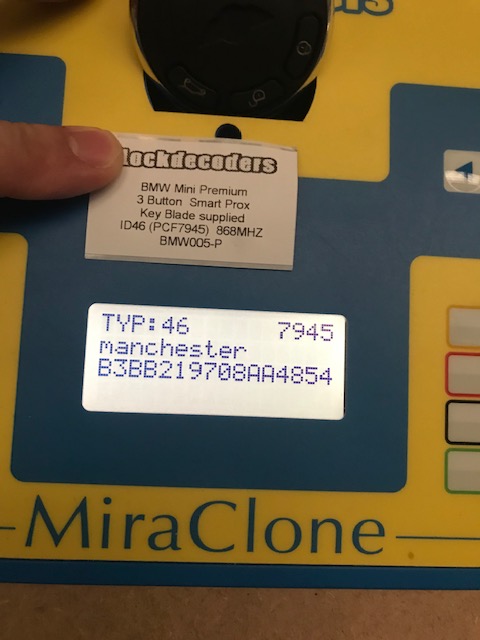 lockdecoders
BMW Mini Premium
3 Button Smart Prox
Key Blade supplied
ID46 (PCF7945) 868MHZ
BMW005-P
TYP:46 7945
manchester
B3BB219708AA4854
MiraClone